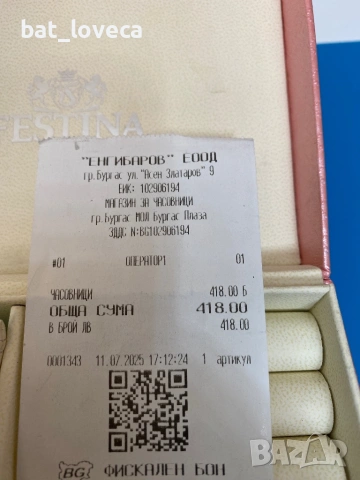 bat_loveca
FESTINA
"ЕНГИБАРОВ" ЕООД
гр.Бургас ул."Асен Златаров" 9
ЕИК: 102906194
МАГАЗИН ЗА ЧАСОВНИЦИ
гр.Бургас МОЛ Бургас Плаза
ЗДДС N:BG102906194
#01 ОПЕРАТОР1 01
ЧАСОВНИЦИ 418.00 Б
ОБЩА СУМА 418.00
В БРОЙ ЛВ 418.00
0001343 11.07.2025 17:12:24 1 артикул
BG ФИСКАЛЕН БОН
bazar